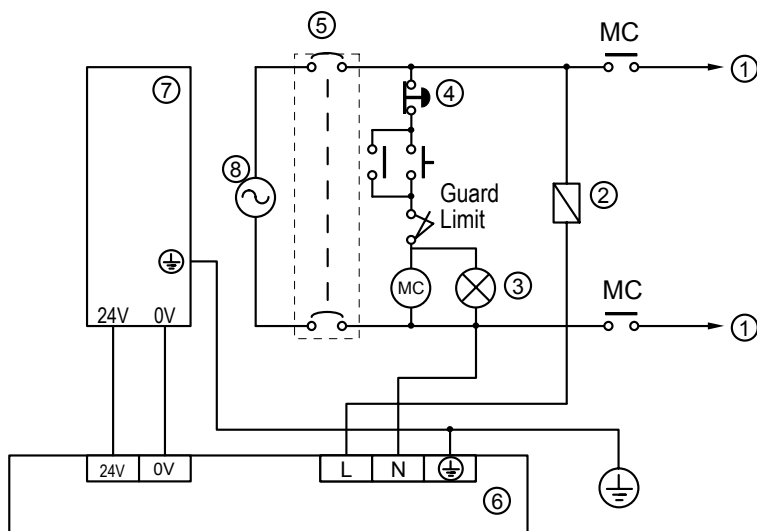 ⑤
MC
⑦
④
①
⑧
Guard
Limit
②
MC
③
MC
①
24V 0V
24V 0V L N
⑥